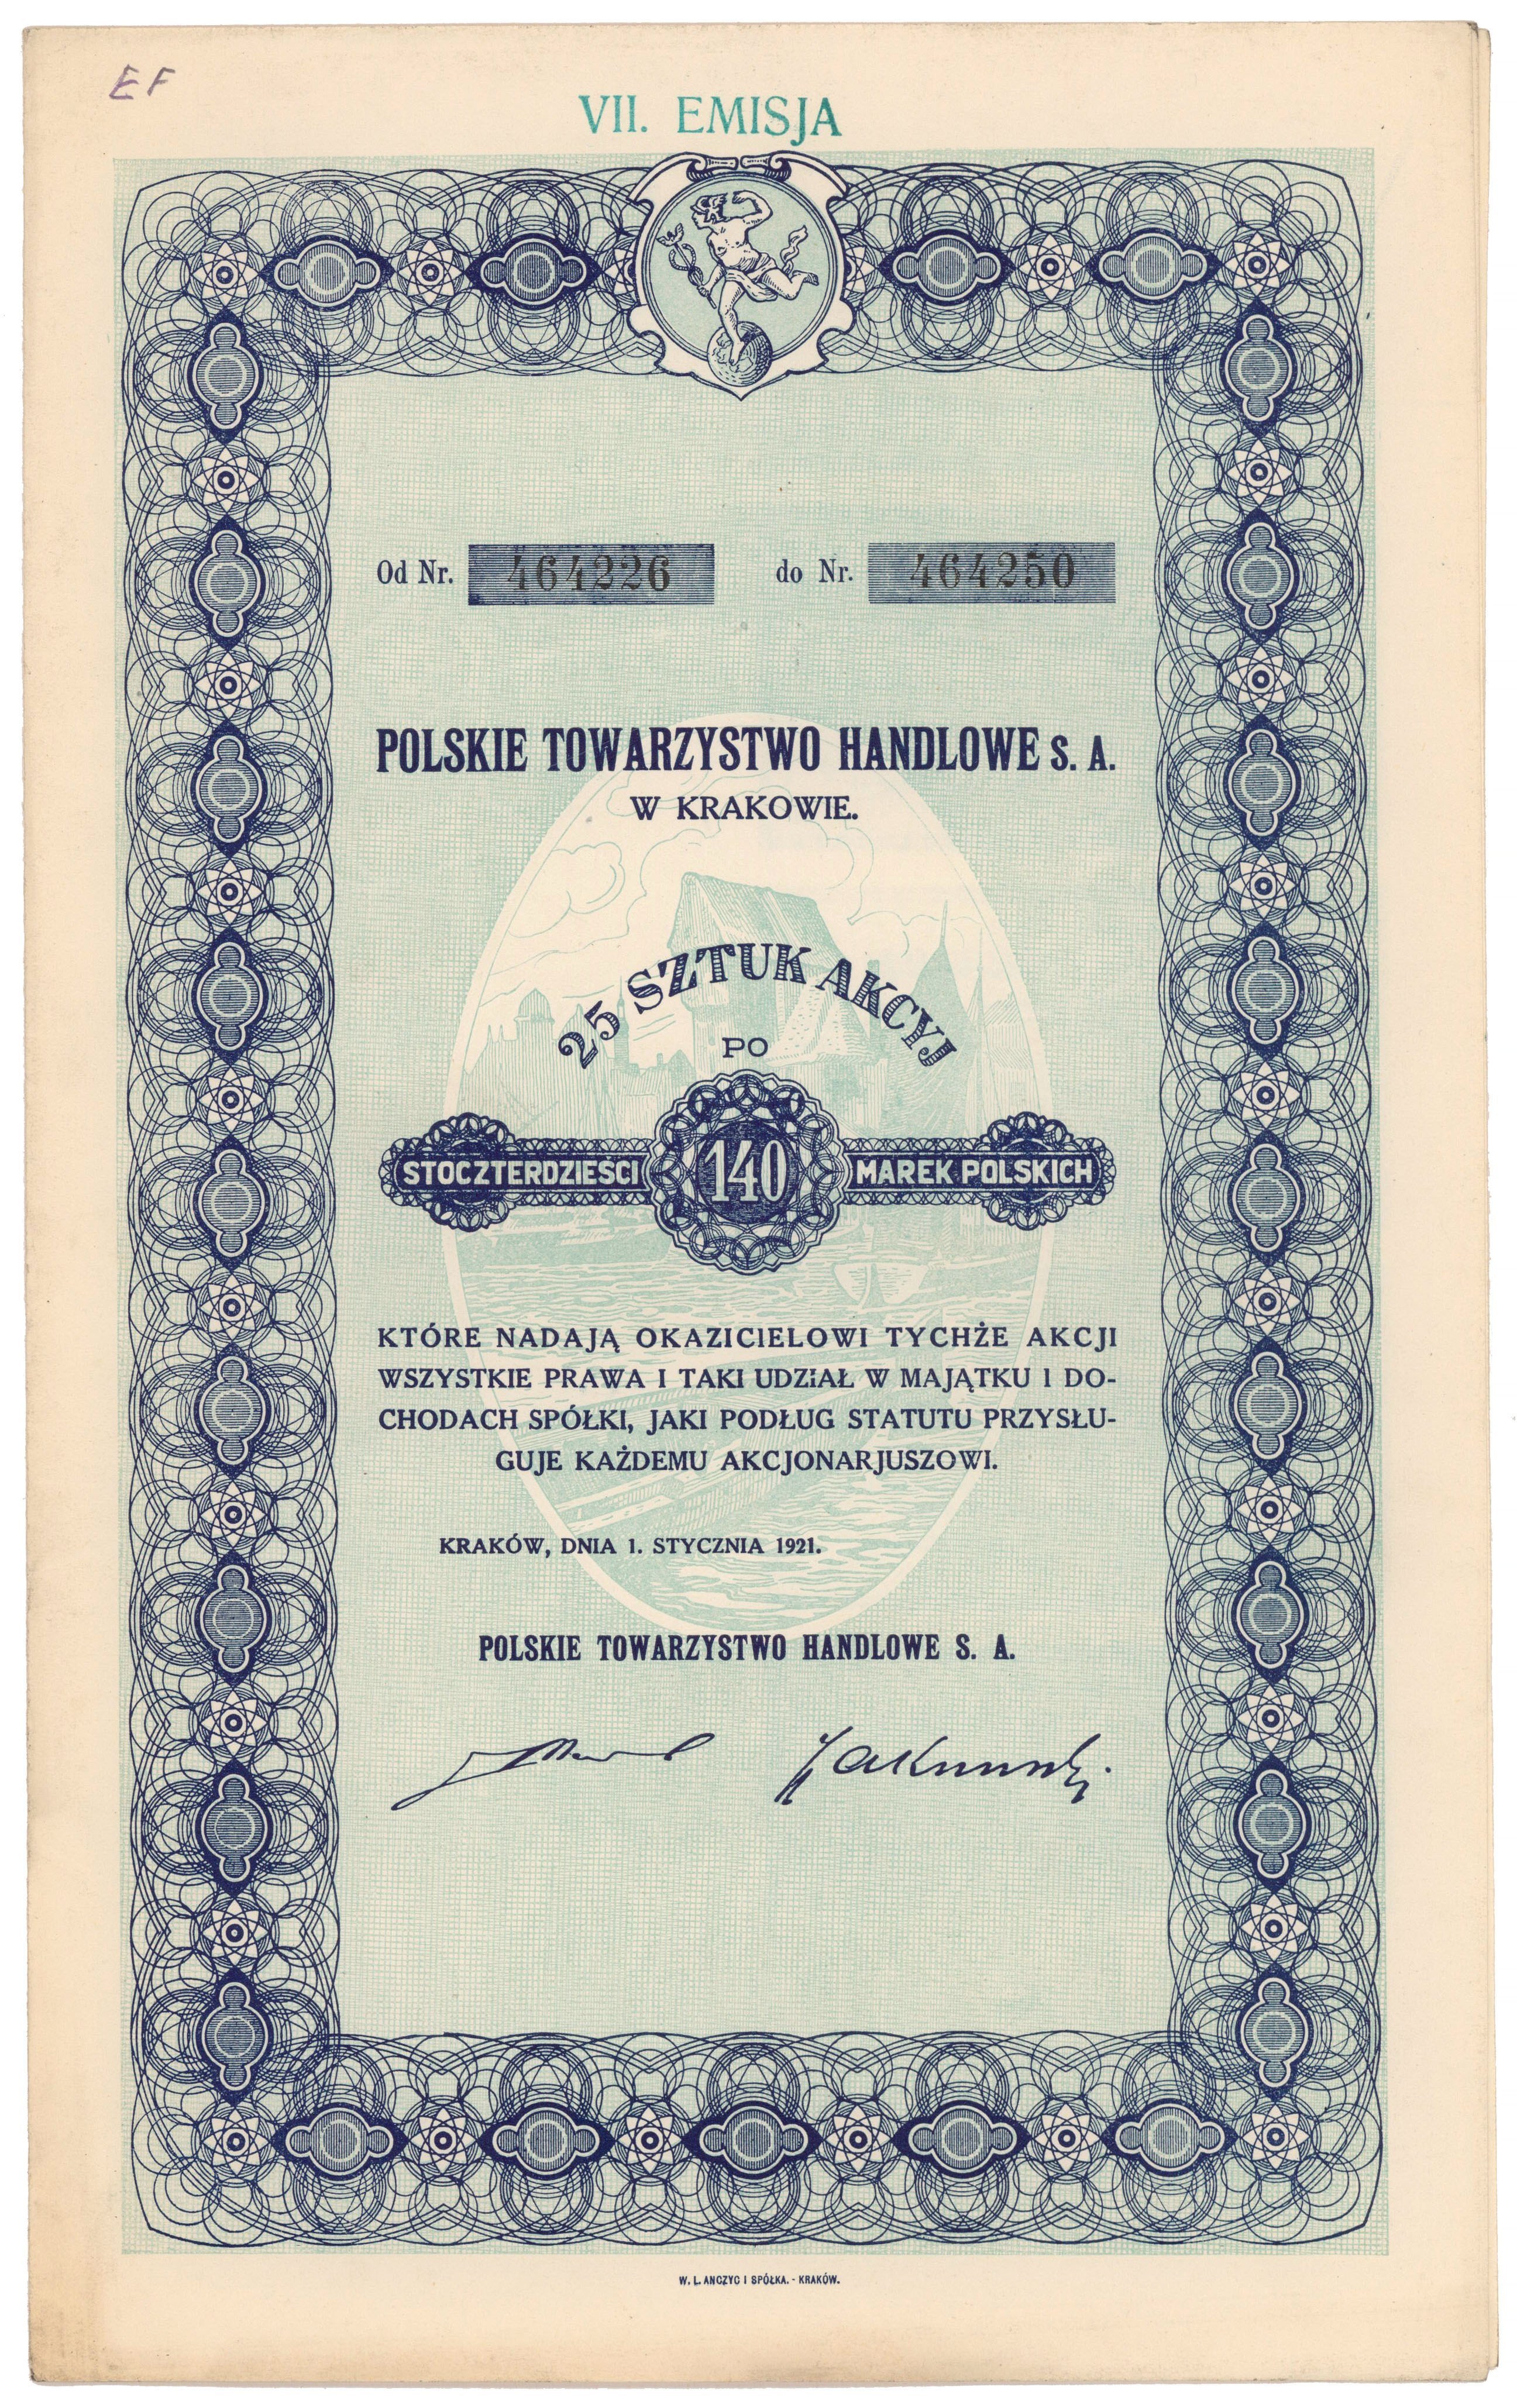 EF
VII. EMISJA
Od Nr. 464226 do Nr. 464250
POLSKIE TOWARZYSTWO HANDLOWE S. A.
W KRAKOWIE.
25 SZTUK AKCYJ
PO
STOCZTERDZIEŚCI 140 MAREK POLSKICH
KTÓRE NADAJĄ OKAZICIELOWI TYCHŻE AKCJI
WSZYSTKIE PRAWA I TAKI UDZIAŁ W MAJĄTKU I DO-
CHODACH SPÓŁKI, JAKI PODŁUG STATUTU PRZYSŁU-
GUJE KAŻDEMU AKCJONARJUSZOWI.
KRAKÓW, DNIA 1. STYCZNIA 1921.
POLSKIE TOWARZYSTWO HANDLOWE S. A.
W. L. ANCZYC I SPÓŁKA. - KRAKÓW.